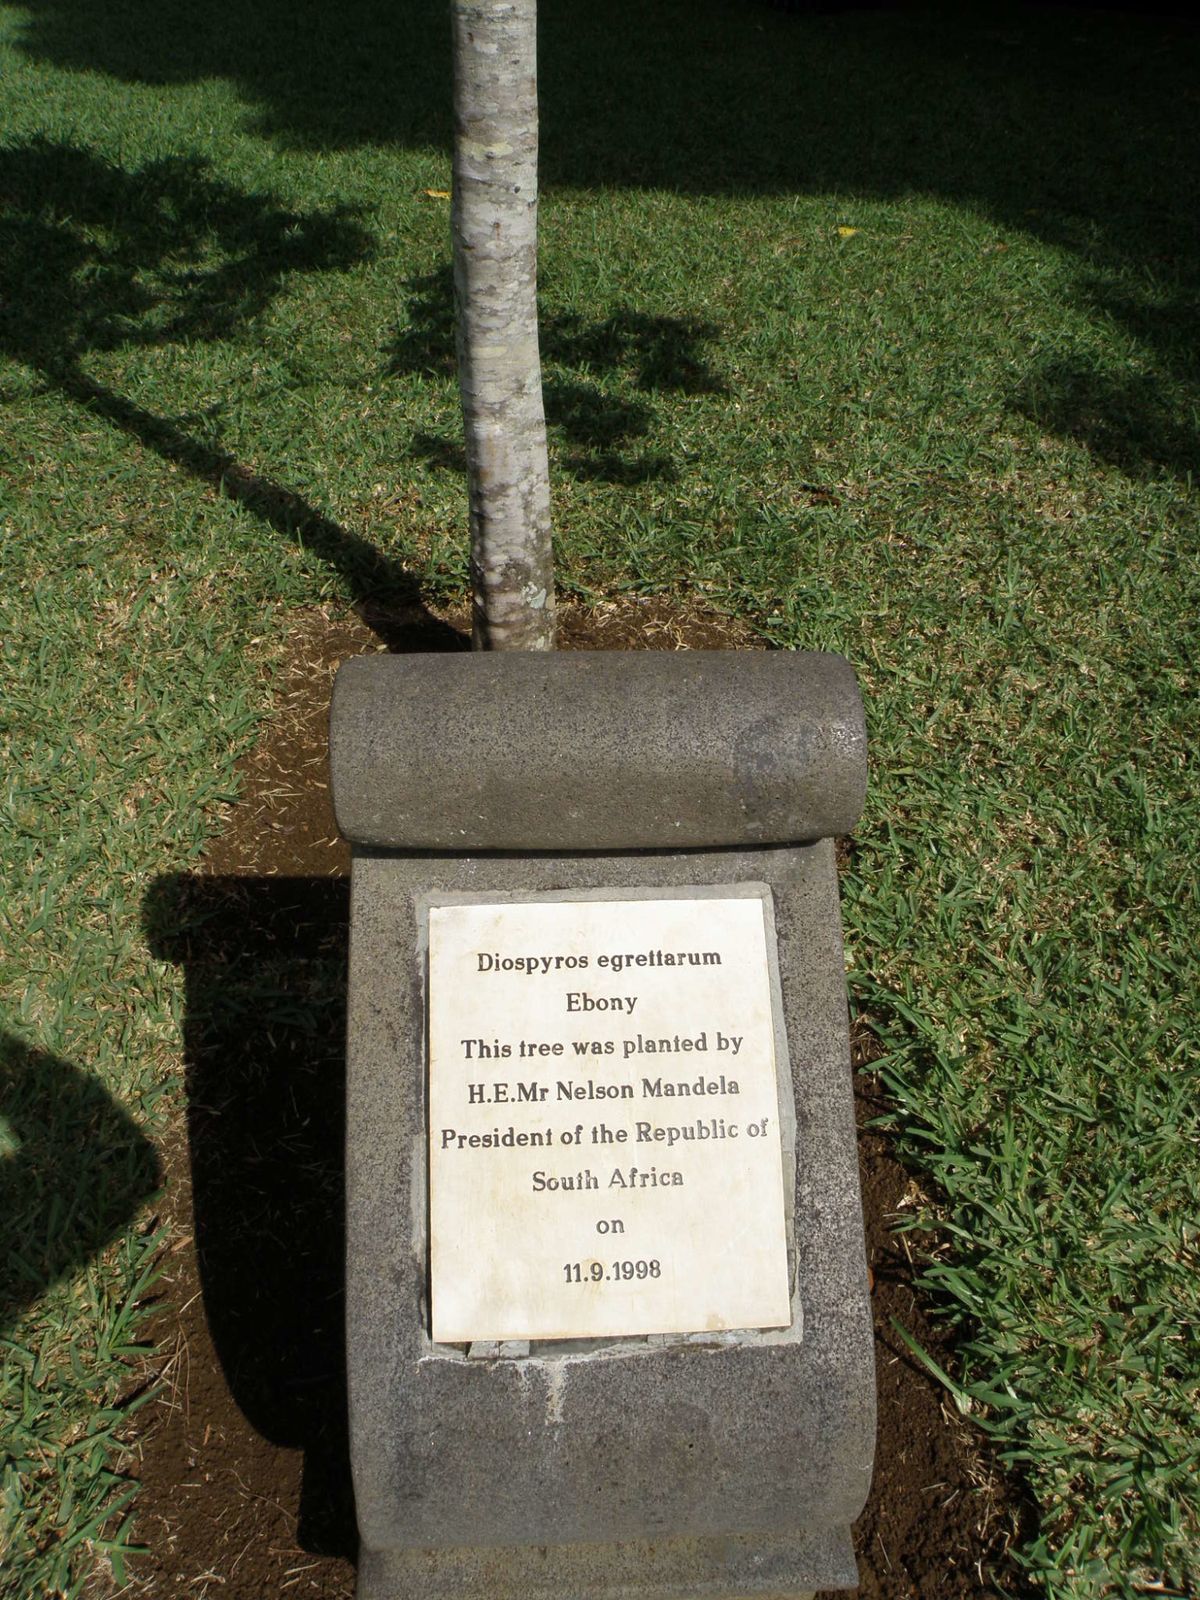 Diospyros egrettarum
Ebony
This tree was planted by
H.E.Mr Nelson Mandela
President of the Republic of
South Africa
on
11.9.1998